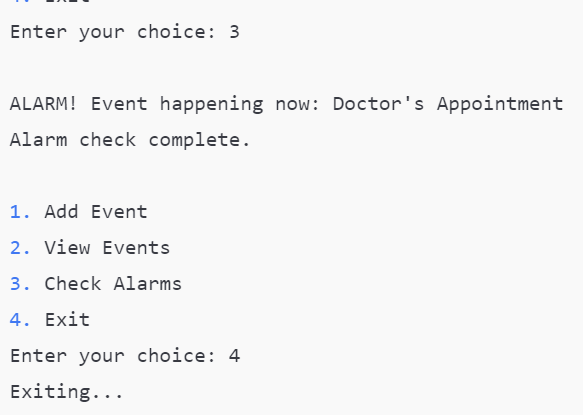 Enter your choice: 3
ALARM! Event happening now: Doctor's Appointment
Alarm check complete.
1. Add Event
2. View Events
3. Check Alarms
4. Exit
Enter your choice: 4
Exiting...